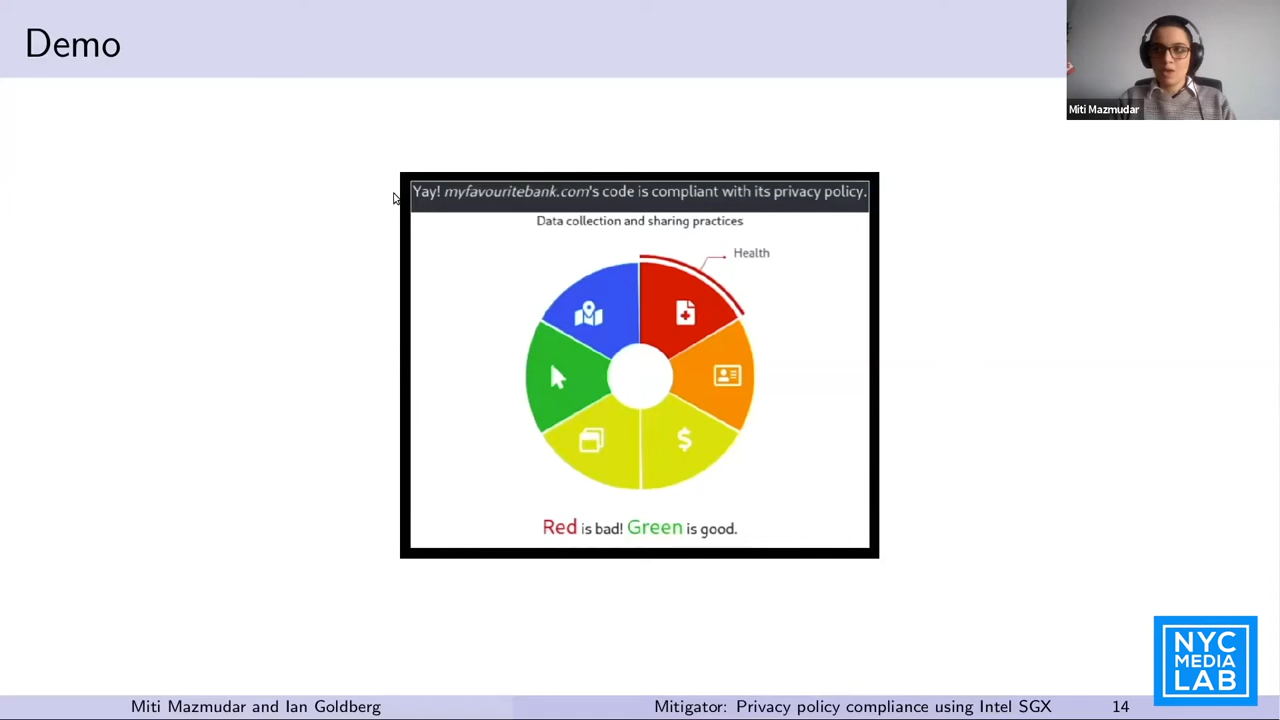 Demo
Miti Mazmudar
Yay! myfavouritebank.com's code is compliant with its privacy policy.
Data collection and sharing practices
Health
$
Red is bad! Green is good.
NYC
MEDIA
LAB
Miti Mazmudar and Ian Goldberg
Mitigator: Privacy policy compliance using Intel SGX
14